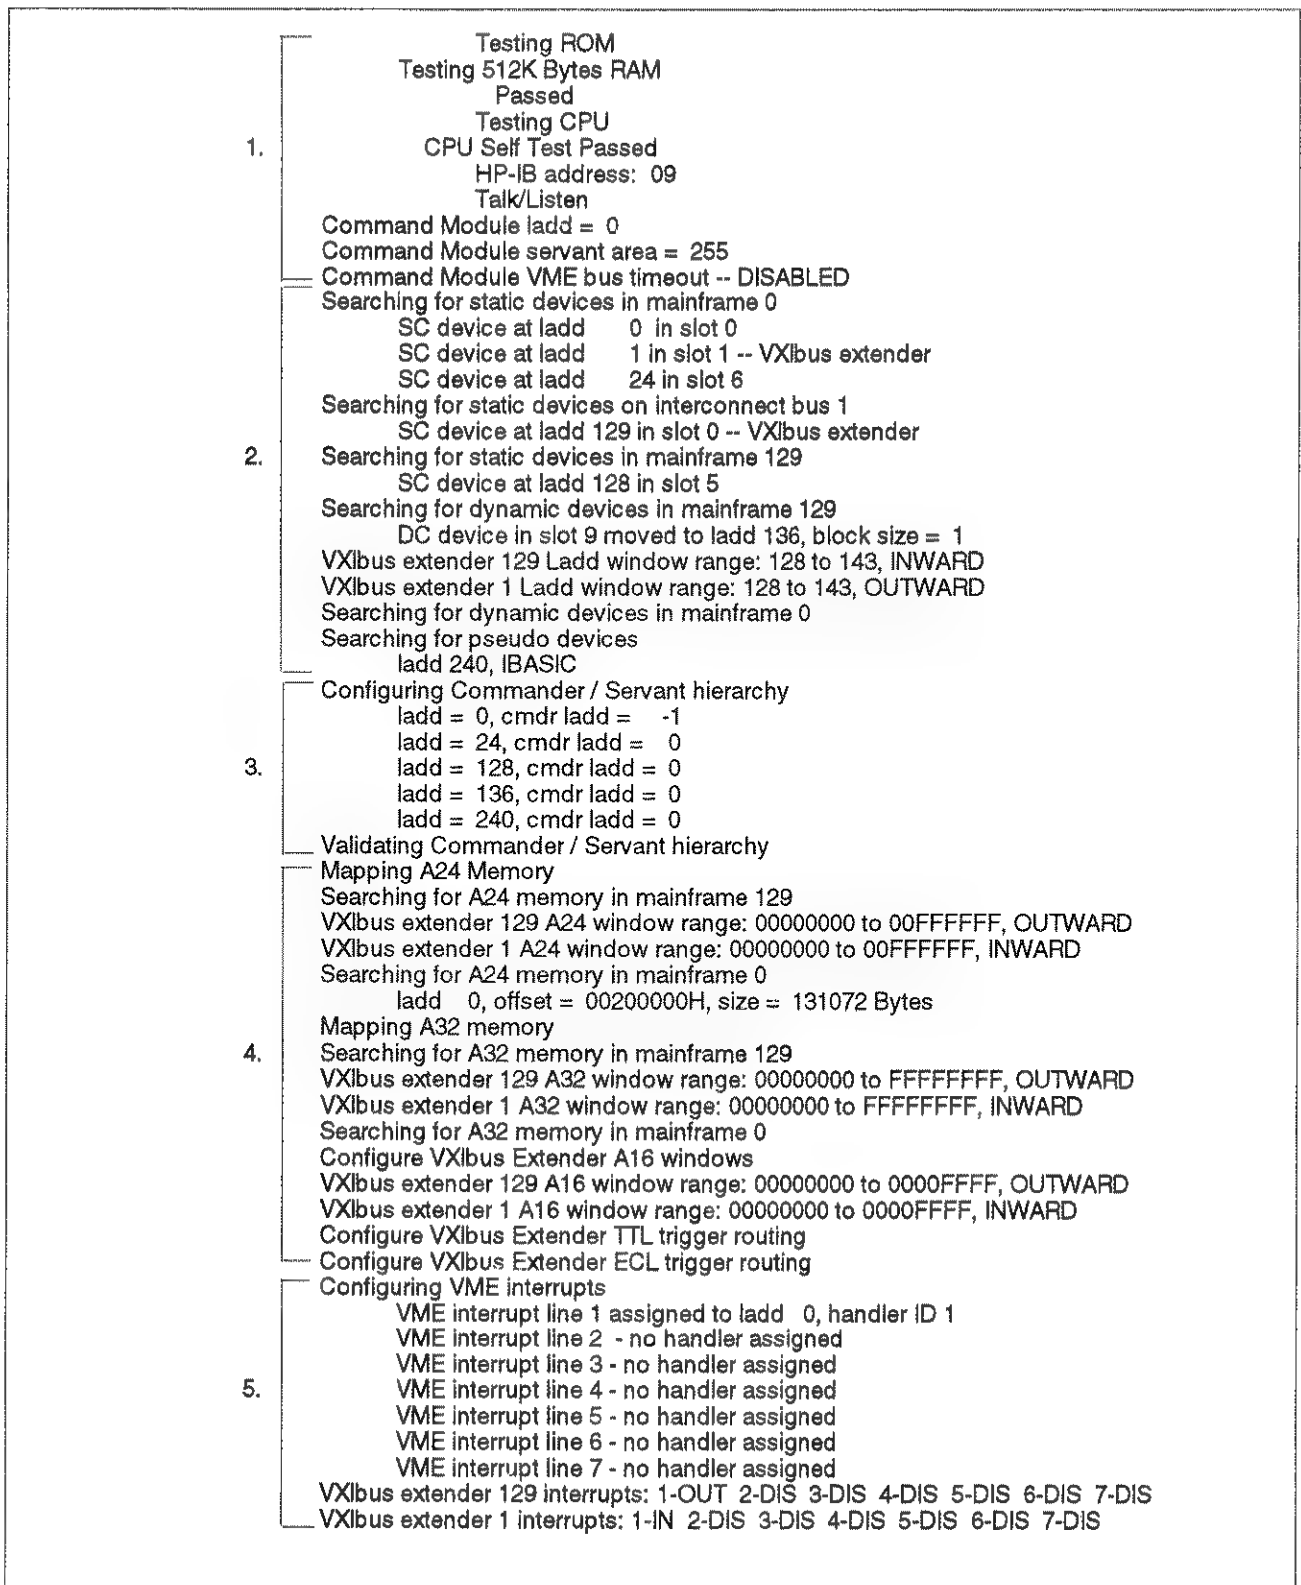 Testing ROM
Testing 512K Bytes RAM
Passed
Testing CPU
1. CPU Self Test Passed
HP-IB address: 09
Talk/Listen
Command Module ladd = 0
Command Module servant area = 255
Command Module VME bus timeout -- DISABLED
Searching for static devices in mainframe 0
SC device at ladd 0 in slot 0
SC device at ladd 1 in slot 1 -- VXIbus extender
SC device at ladd 24 in slot 6
Searching for static devices on interconnect bus 1
SC device at ladd 129 in slot 0 -- VXIbus extender
2. Searching for static devices in mainframe 129
SC device at ladd 128 in slot 5
Searching for dynamic devices in mainframe 129
DC device in slot 9 moved to ladd 136, block size = 1
VXIbus extender 129 Ladd window range: 128 to 143, INWARD
VXIbus extender 1 Ladd window range: 128 to 143, OUTWARD
Searching for dynamic devices in mainframe 0
Searching for pseudo devices
ladd 240, IBASIC
Configuring Commander / Servant hierarchy
ladd = 0, cmdr ladd = -1
ladd = 24, cmdr ladd = 0
3. ladd = 128, cmdr ladd = 0
ladd = 136, cmdr ladd = 0
ladd = 240, cmdr ladd = 0
Validating Commander / Servant hierarchy
Mapping A24 Memory
Searching for A24 memory in mainframe 129
VXIbus extender 129 A24 window range: 00000000 to 00FFFFFF, OUTWARD
VXIbus extender 1 A24 window range: 00000000 to 00FFFFFF, INWARD
Searching for A24 memory in mainframe 0
ladd 0, offset = 00200000H, size = 131072 Bytes
Mapping A32 memory
4. Searching for A32 memory in mainframe 129
VXIbus extender 129 A32 window range: 00000000 to FFFFFFFF, OUTWARD
VXIbus extender 1 A32 window range: 00000000 to FFFFFFFF, INWARD
Searching for A32 memory in mainframe 0
Configure VXIbus Extender A16 windows
VXIbus extender 129 A16 window range: 00000000 to 0000FFFF, OUTWARD
VXIbus extender 1 A16 window range: 00000000 to 0000FFFF, INWARD
Configure VXIbus Extender TTL trigger routing
Configure VXIbus Extender ECL trigger routing
Configuring VME interrupts
VME interrupt line 1 assigned to ladd 0, handler ID 1
VME interrupt line 2 - no handler assigned
VME interrupt line 3 - no handler assigned
5. VME interrupt line 4 - no handler assigned
VME interrupt line 5 - no handler assigned
VME interrupt line 6 - no handler assigned
VME interrupt line 7 - no handler assigned
VXIbus extender 129 interrupts: 1-OUT 2-DIS 3-DIS 4-DIS 5-DIS 6-DIS 7-DIS
VXIbus extender 1 interrupts: 1-IN 2-DIS 3-DIS 4-DIS 5-DIS 6-DIS 7-DIS